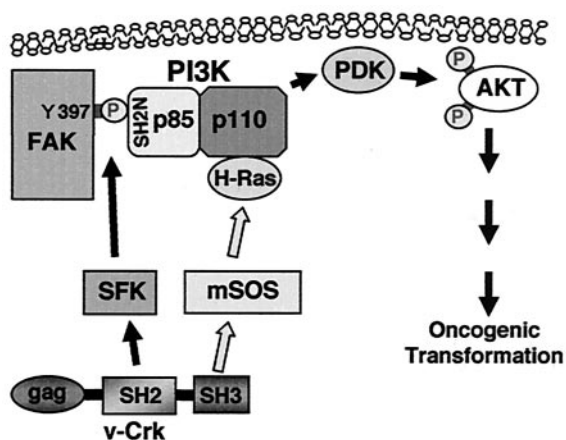 PI3K
PDK
P
AKT
P
Y 397
P
SH2N
p85
p110
FAK
H-Ras
SFK
mSOS
Oncogenic
Transformation
gag
SH2
SH3
v-Crk